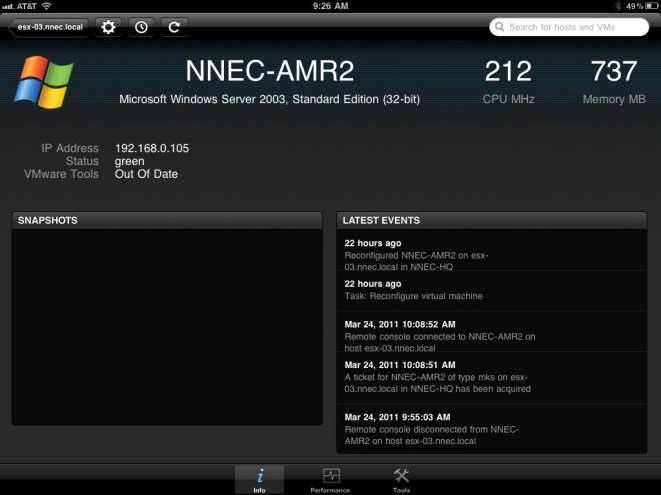 AT&T 9:26 AM 49%
esx-03.nnec.local Search for hosts and VMs
NNEC-AMR2 212 737
Microsoft Windows Server 2003, Standard Edition (32-bit) CPU MHz Memory MB
IP Address 192.168.0.105
Status green
VMware Tools Out Of Date
SNAPSHOTS
LATEST EVENTS
22 hours ago
Reconfigured NNEC-AMR2 on esx-
03.nnec.local in NNEC-HQ
22 hours ago
Task: Reconfigure virtual machine
Mar 24, 2011 10:08:52 AM
Remote console connected to NNEC-AMR2 on
host esx-03.nnec.local
Mar 24, 2011 10:08:51 AM
A ticket for NNEC-AMR2 of type mks on esx-
03.nnec.local in NNEC-HQ has been acquired
Mar 24, 2011 9:55:03 AM
Remote console disconnected from NNEC-
AMR2 on host esx-03.nnec.local
Info Performance Tools